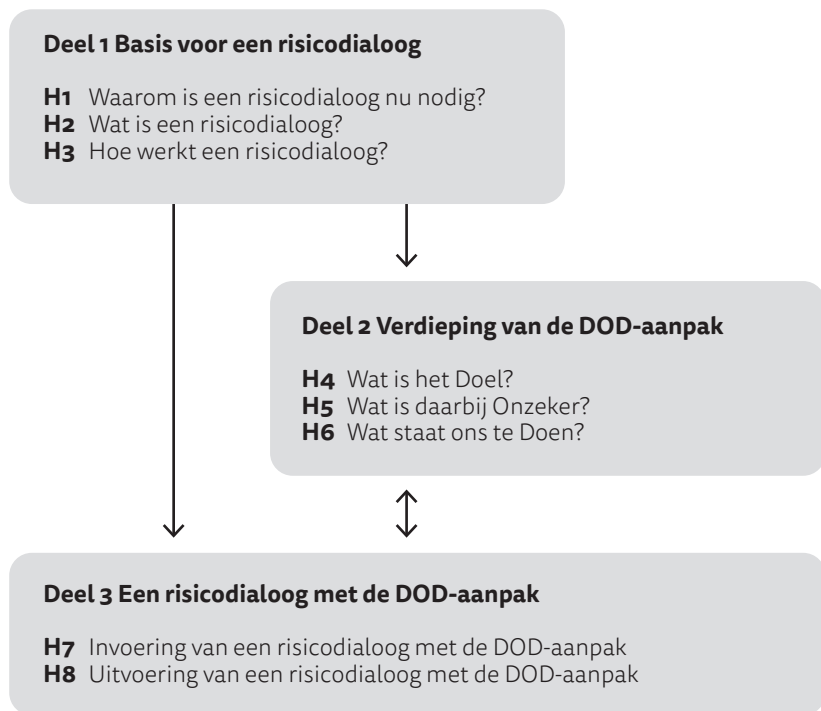 Deel 1 Basis voor een risicodialoog
H1 Waarom is een risicodialoog nu nodig?
H2 Wat is een risicodialoog?
H3 Hoe werkt een risicodialoog?
Deel 2 Verdieping van de DOD-aanpak
H4 Wat is het Doel?
H5 Wat is daarbij Onzeker?
H6 Wat staat ons te Doen?
Deel 3 Een risicodialoog met de DOD-aanpak
H7 Invoering van een risicodialoog met de DOD-aanpak
H8 Uitvoering van een risicodialoog met de DOD-aanpak